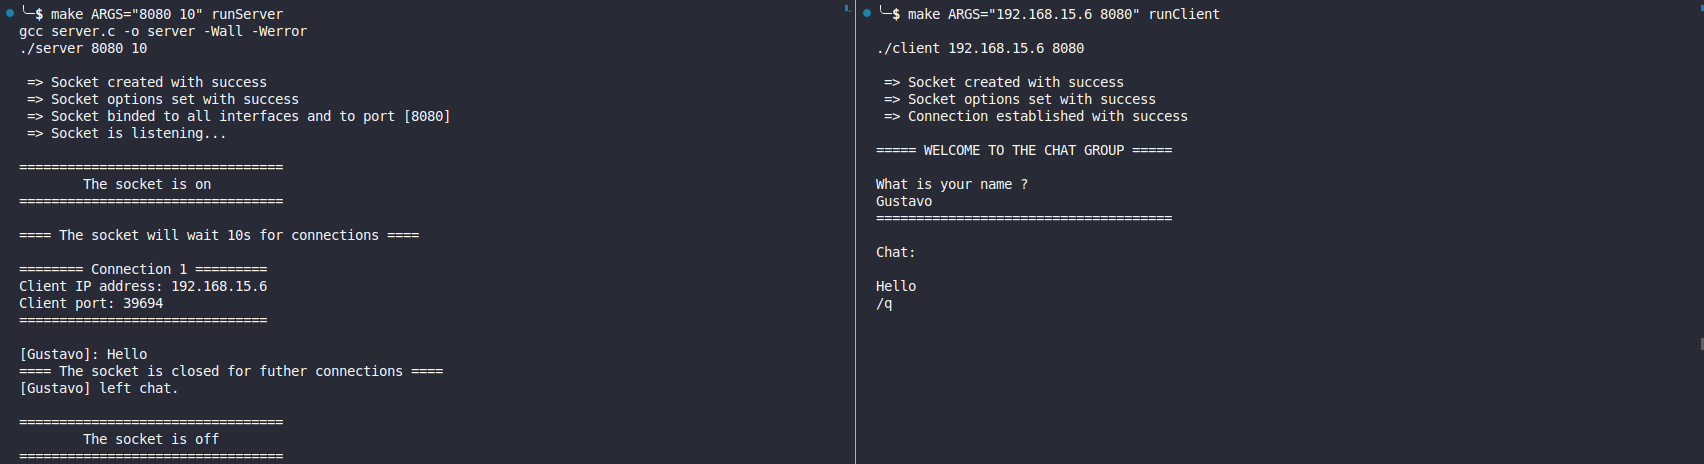 ╰─$ make ARGS="8080 10" runServer
gcc server.c -o server -Wall -Werror
./server 8080 10
=> Socket created with success
=> Socket options set with success
=> Socket binded to all interfaces and to port [8080]
=> Socket is listening...
=================================
The socket is on
=================================
==== The socket will wait 10s for connections ====
======== Connection 1 =========
Client IP address: 192.168.15.6
Client port: 39694
===============================
[Gustavo]: Hello
==== The socket is closed for futher connections ====
[Gustavo] left chat.
=================================
The socket is off
=================================
╰─$ make ARGS="192.168.15.6 8080" runClient
./client 192.168.15.6 8080
=> Socket created with success
=> Socket options set with success
=> Connection established with success
===== WELCOME TO THE CHAT GROUP =====
What is your name ?
Gustavo
=====================================
Chat:
Hello
/q